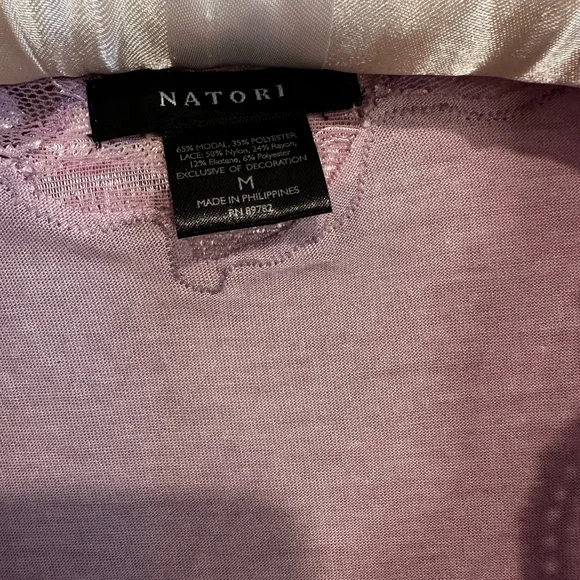 NATORI
65% MODAL, 35% POLYESTER
LACE: 58% Nylon, 24% Rayon,
12% Elastane, 6% Polyester
EXCLUSIVE OF DECORATION
M
MADE IN PHILIPPINES
RN 89782